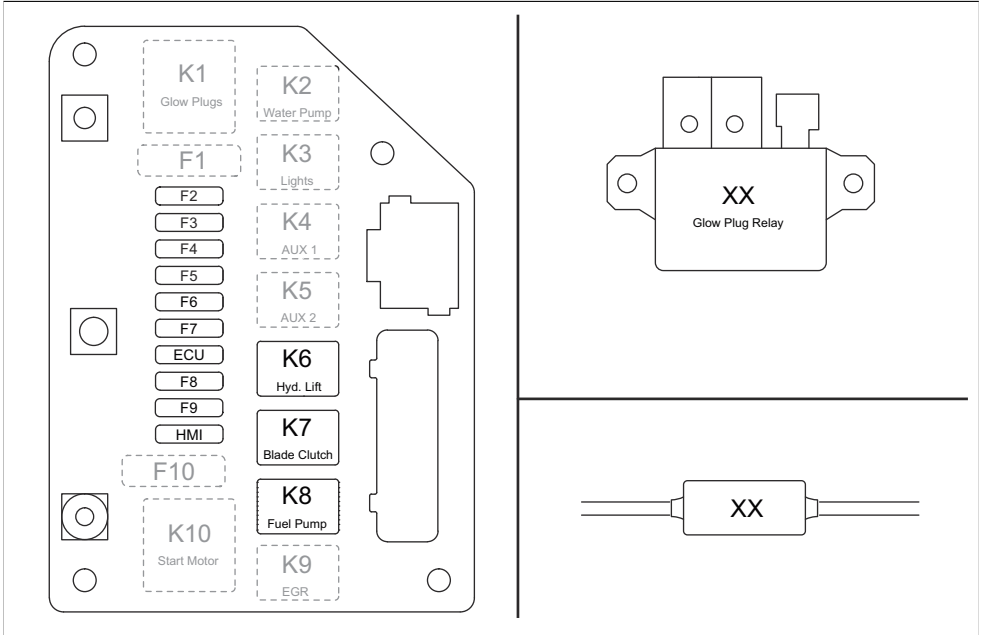 K1
Glow Plugs
F1
F2
F3
F4
F5
F6
F7
ECU
F8
F9
HMI
F10
K10
Start Motor
K2
Water Pump
K3
Lights
K4
AUX 1
K5
AUX 2
K6
Hyd. Lift
K7
Blade Clutch
K8
Fuel Pump
K9
EGR
XX
Glow Plug Relay
XX